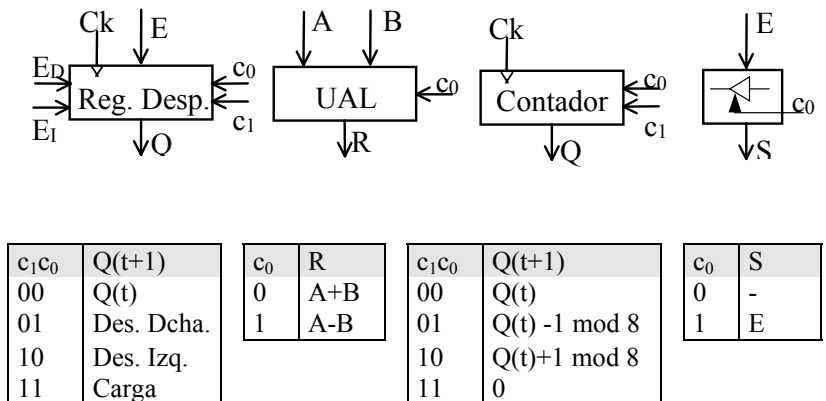 Ck E
E_D c₀
Reg. Desp.
E_I c₁
Q
A B
UAL c₀
R
Ck
c₀
Contador
c₁
Q
E
c₀
S
c₁c₀ Q(t+1)
00 Q(t)
01 Des. Dcha.
10 Des. Izq.
11 Carga
c₀ R
0 A+B
1 A-B
c₁c₀ Q(t+1)
00 Q(t)
01 Q(t) -1 mod 8
10 Q(t)+1 mod 8
11 0
c₀ S
0 -
1 E